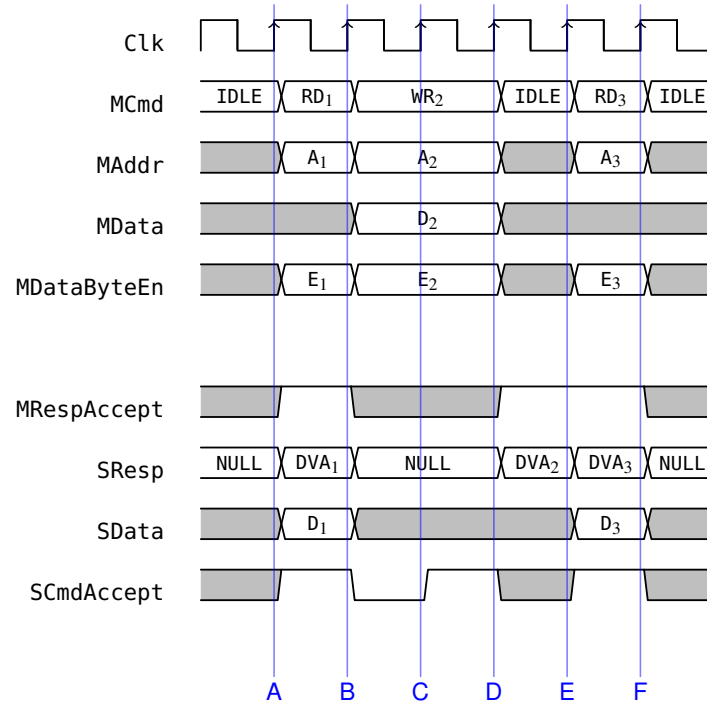 Clk
MCmd IDLE RD₁ WR₂ IDLE RD₃ IDLE
MAddr A₁ A₂ A₃
MData D₂
MDataByteEn E₁ E₂ E₃
MRespAccept
SResp NULL DVA₁ NULL DVA₂ DVA₃ NULL
SData D₁ D₃
SCmdAccept
A B C D E F